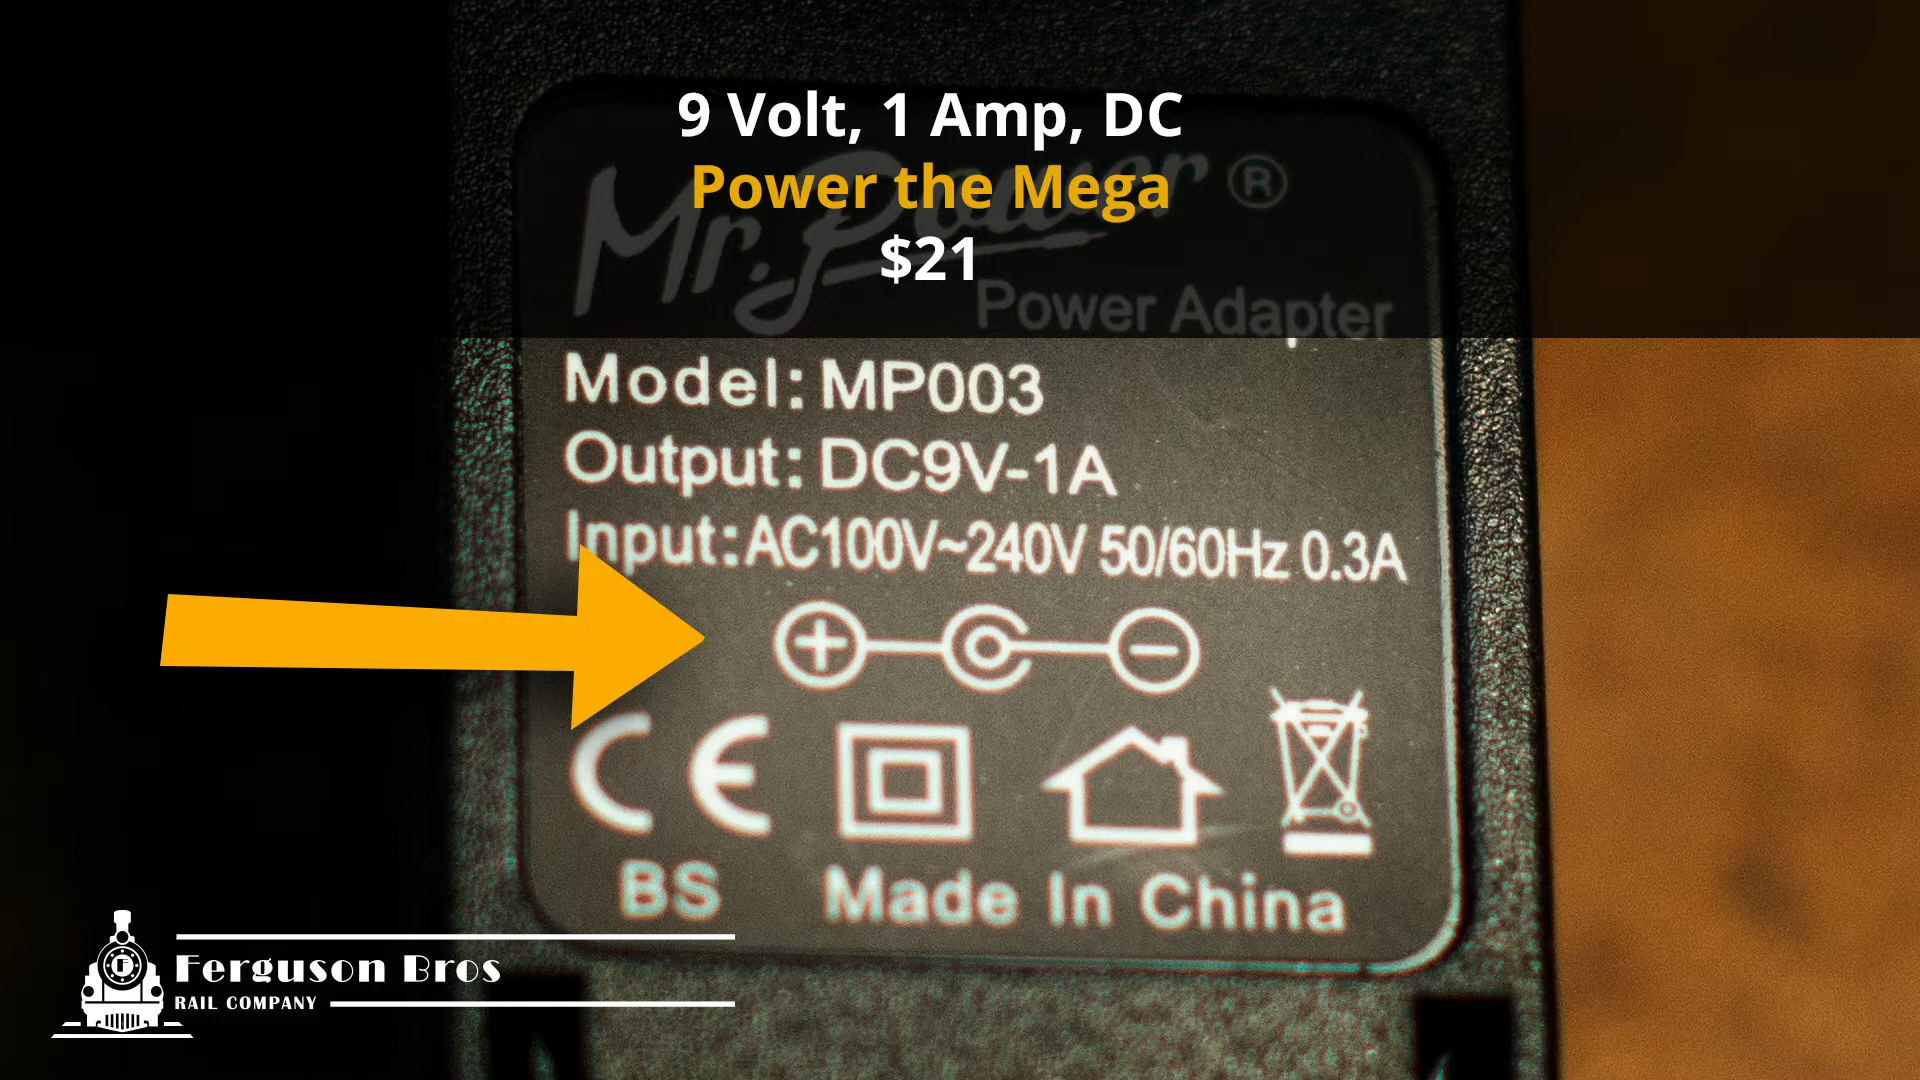 9 Volt, 1 Amp, DC
Power the Mega
$21
Mr. Power ®
Power Adapter
Model: MP003
Output: DC9V-1A
Input: AC100V~240V 50/60Hz 0.3A
CE
BS
Made In China
F
Ferguson Bros
RAIL COMPANY